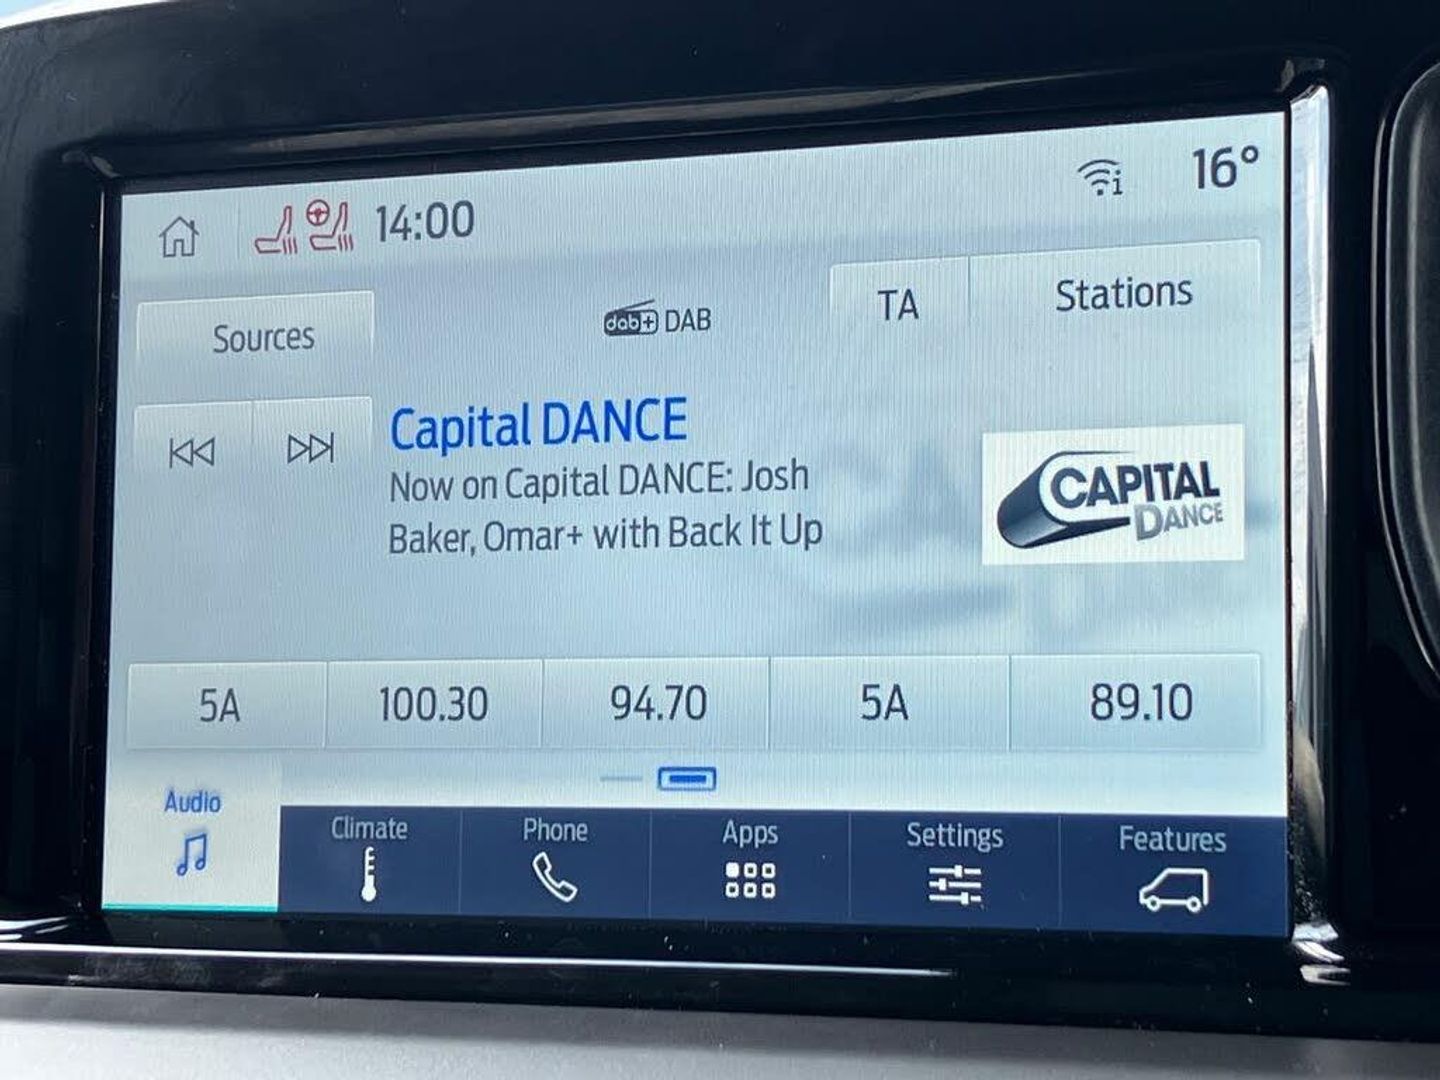 14:00
16°
Sources
dab+ DAB
TA
Stations
Capital DANCE
Now on Capital DANCE: Josh
Baker, Omar+ with Back It Up
CAPITAL
DANCE
5A
100.30
94.70
5A
89.10
Audio
Climate
Phone
Apps
Settings
Features